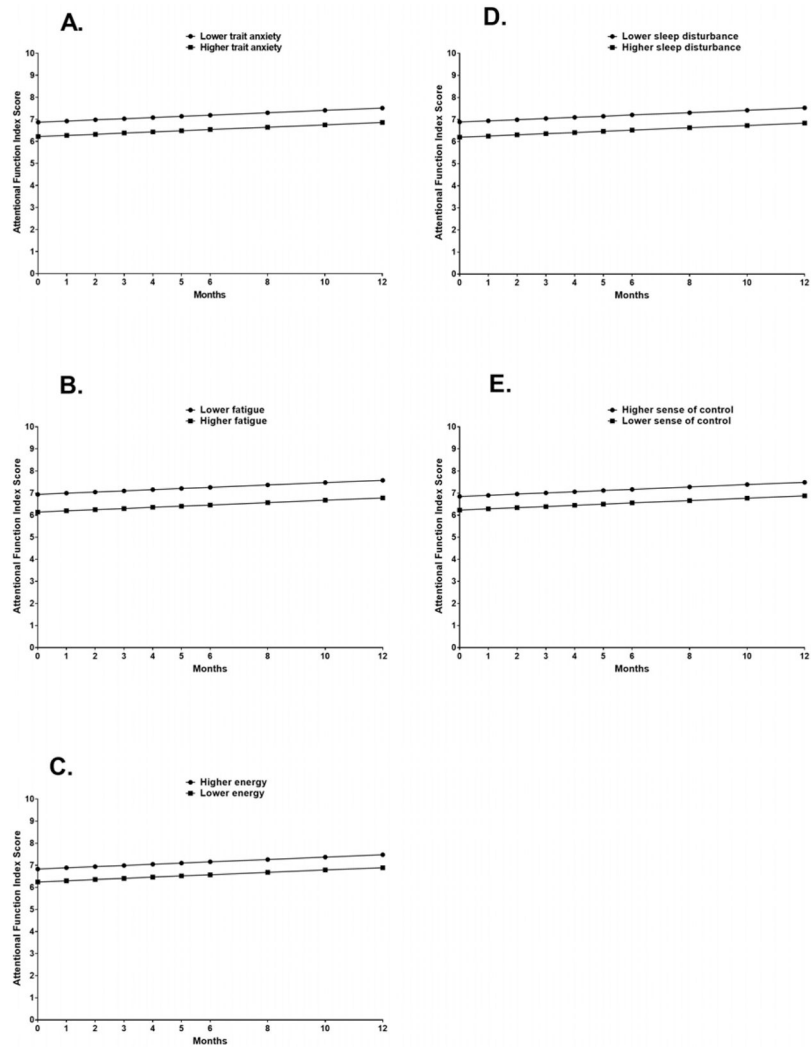 A.
Lower trait anxiety
Higher trait anxiety
Attentional Function Index Score
10
9
8
7
6
5
4
3
2
1
0
0 1 2 3 4 5 6 8 10 12
Months
D.
Lower sleep disturbance
Higher sleep disturbance
Attentional Function Index Score
10
9
8
7
6
5
4
3
2
1
0
0 1 2 3 4 5 6 8 10 12
Months
B.
Lower fatigue
Higher fatigue
Attentional Function Index Score
10
9
8
7
6
5
4
3
2
1
0
0 1 2 3 4 5 6 8 10 12
Months
E.
Higher sense of control
Lower sense of control
Attentional Function Index Score
10
9
8
7
6
5
4
3
2
1
0
0 1 2 3 4 5 6 8 10 12
Months
C.
Higher energy
Lower energy
Attentional Function Index Score
10
9
8
7
6
5
4
3
2
1
0
0 1 2 3 4 5 6 8 10 12
Months